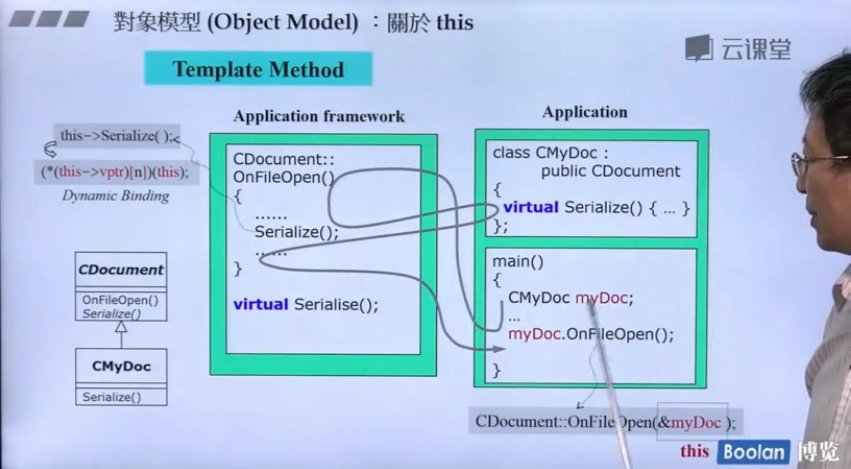 對象模型 (Object Model) ：關於 this
云课堂
Template Method
Application framework
Application
this->Serialize( );
(*(this->vptr)[n])(this);
Dynamic Binding
CDocument::
OnFileOpen()
{
......
Serialize();
......
}
virtual Serialise();
class CMyDoc :
public CDocument
{
virtual Serialize() { ... }
};
main()
{
CMyDoc myDoc;
...
myDoc.OnFileOpen();
}
CDocument
OnFileOpen()
Serialize()
CMyDoc
Serialize()
CDocument::OnFileOpen(&myDoc );
this
Boolan 博览